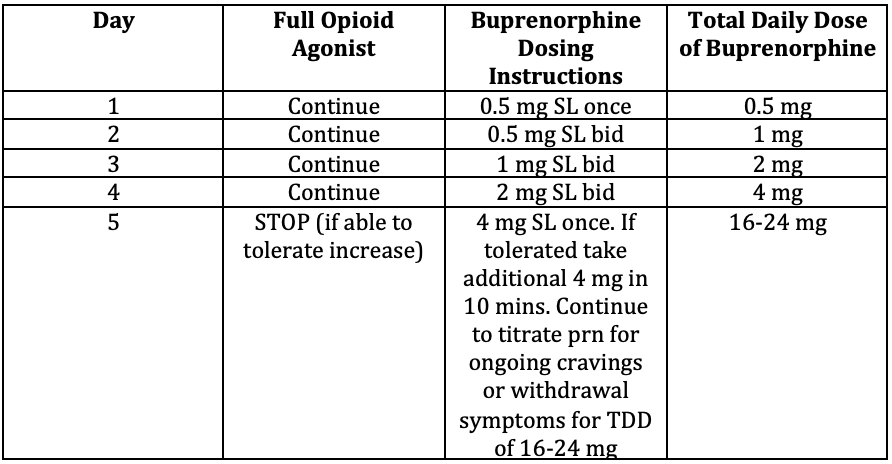 Day Full Opioid Agonist Buprenorphine Dosing Instructions Total Daily Dose of Buprenorphine
1 Continue 0.5 mg SL once 0.5 mg
2 Continue 0.5 mg SL bid 1 mg
3 Continue 1 mg SL bid 2 mg
4 Continue 2 mg SL bid 4 mg
5
STOP (if able to
tolerate increase)
4 mg SL once. If
tolerated take
additional 4 mg in
10 mins. Continue
to titrate prn for
ongoing cravings
or withdrawal
symptoms for TDD
of 16-24 mg
16-24 mg